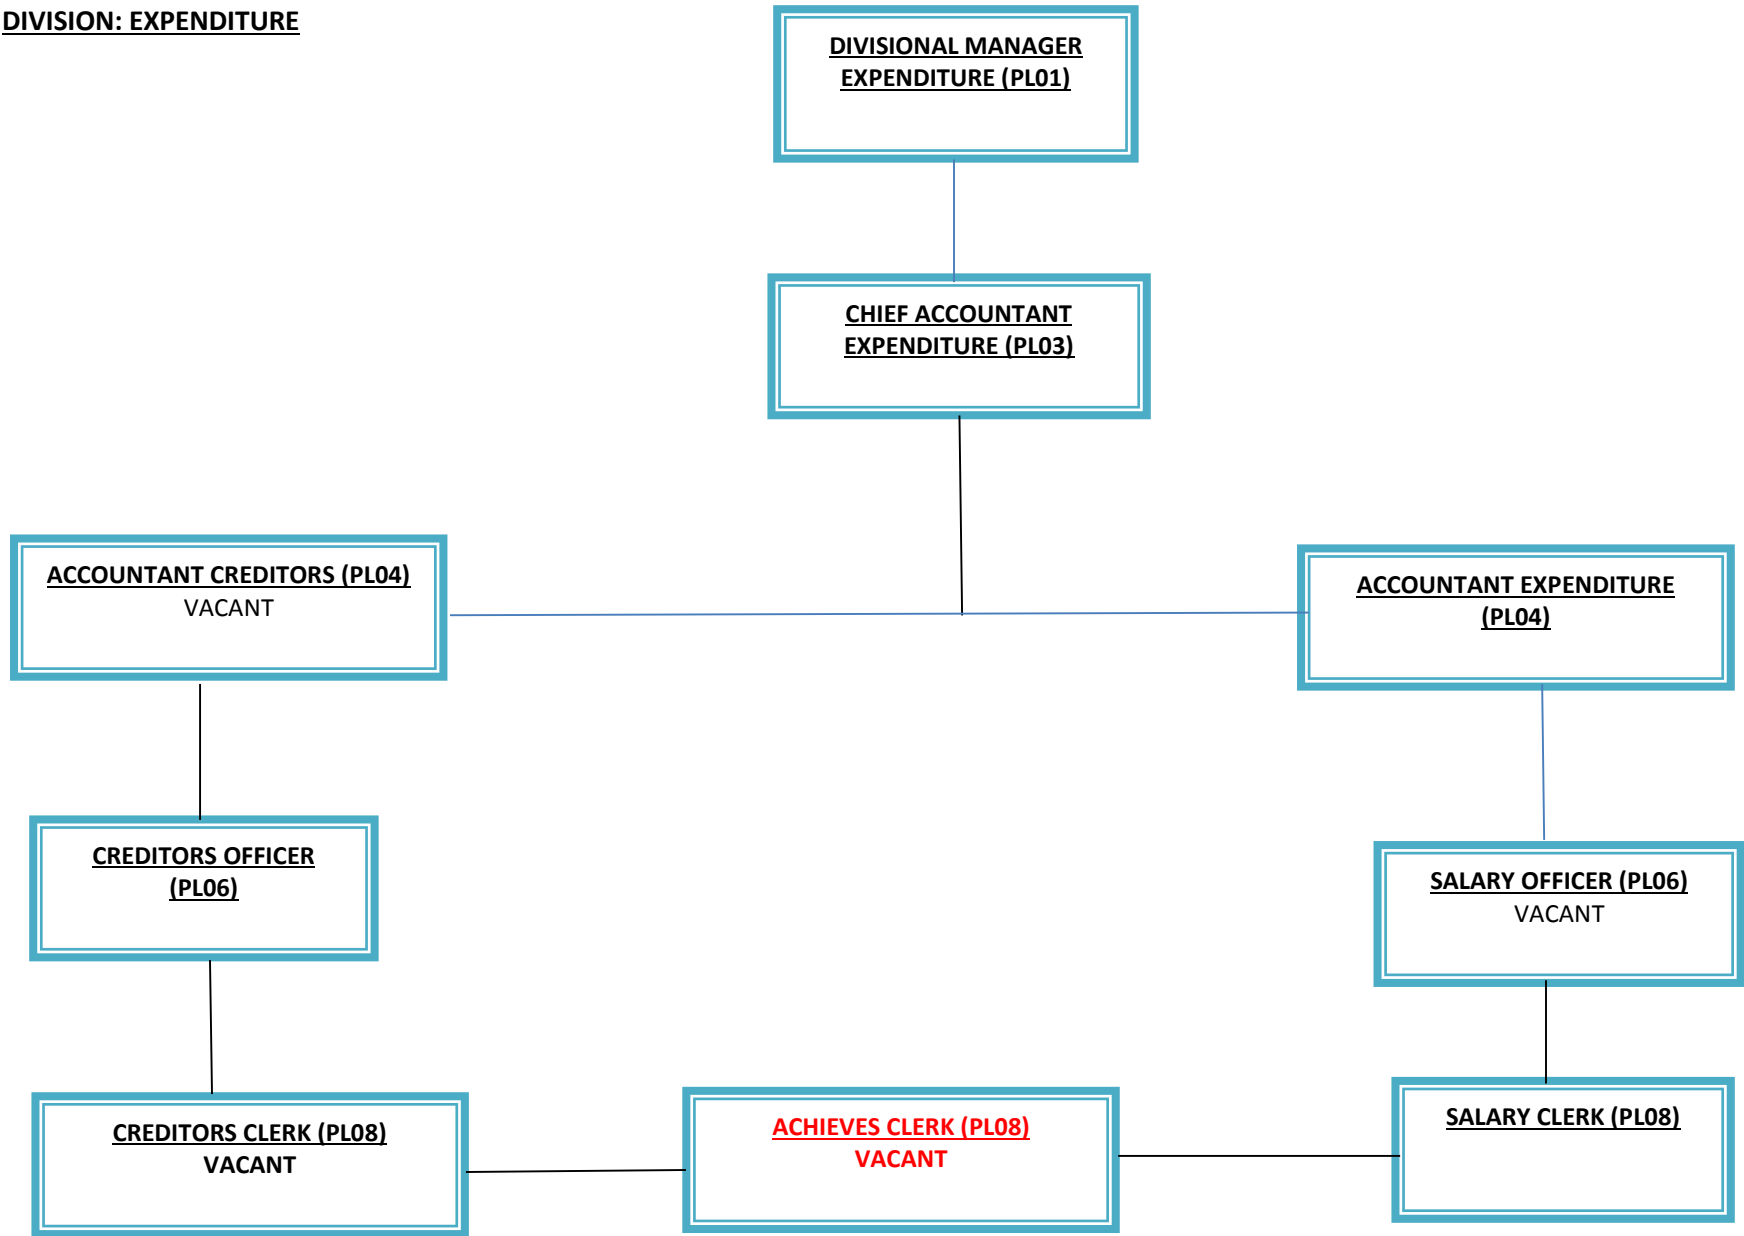 DIVISION: EXPENDITURE
DIVISIONAL MANAGER
EXPENDITURE (PL01)
CHIEF ACCOUNTANT
EXPENDITURE (PL03)
ACCOUNTANT CREDITORS (PL04)
VACANT
ACCOUNTANT EXPENDITURE
(PL04)
CREDITORS OFFICER
(PL06)
SALARY OFFICER (PL06)
VACANT
CREDITORS CLERK (PL08)
VACANT
ACHIEVES CLERK (PL08)
VACANT
SALARY CLERK (PL08)